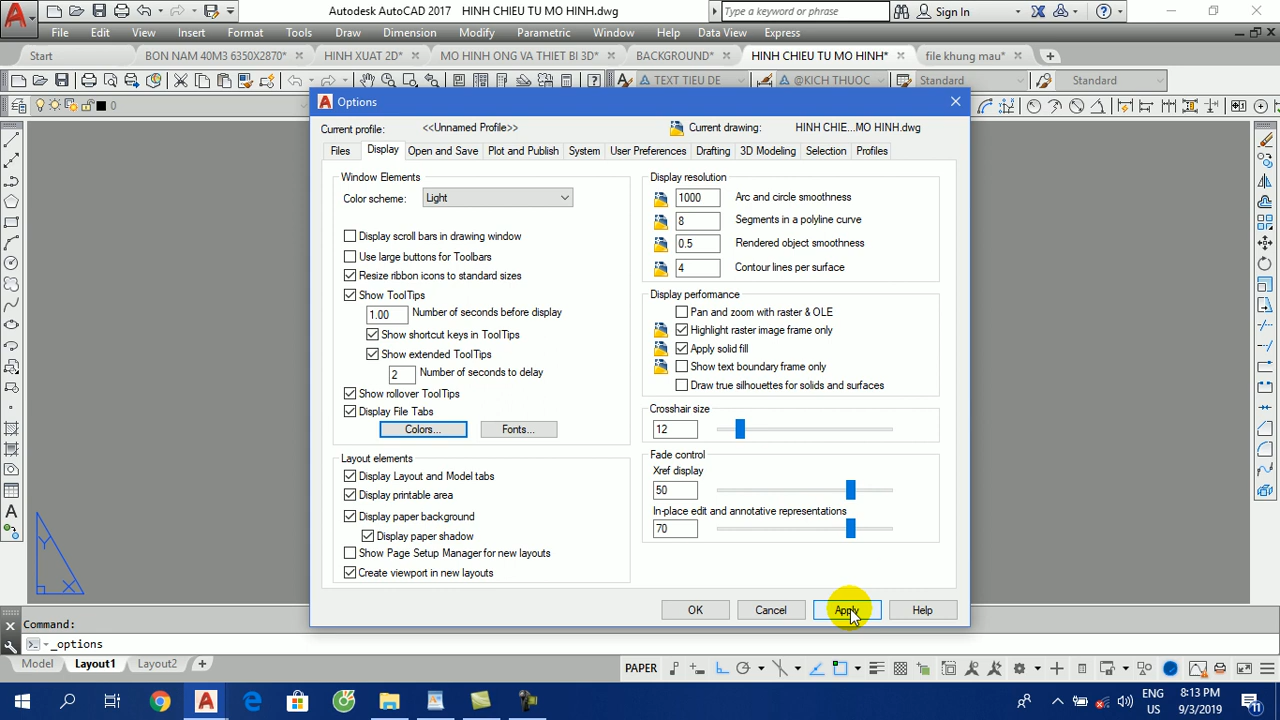 Autodesk AutoCAD 2017 HINH CHIEU TU MO HINH.dwg
Type a keyword or phrase
Sign In
File Edit View Insert Format Tools Draw Dimension Modify Parametric Window Help Data View Express
Start
BON NAM 40M3 6350X2870*
HINH XUAT 2D*
MO HINH ONG VA THIET BI 3D*
BACKGROUND*
HINH CHIEU TU MO HINH*
file khung mau*
TEXT TIEU DE
@KICH THUOC
Standard
Standard
0
Options
Current profile: <<Unnamed Profile>>
Current drawing: HINH CHIE...MO HINH.dwg
Files Display Open and Save Plot and Publish System User Preferences Drafting 3D Modeling Selection Profiles
Window Elements
Color scheme: Light
Display scroll bars in drawing window
Use large buttons for Toolbars
Resize ribbon icons to standard sizes
Show ToolTips
1.00 Number of seconds before display
Show shortcut keys in ToolTips
Show extended ToolTips
2 Number of seconds to delay
Show rollover ToolTips
Display File Tabs
Colors... Fonts...
Layout elements
Display Layout and Model tabs
Display printable area
Display paper background
Display paper shadow
Show Page Setup Manager for new layouts
Create viewport in new layouts
Display resolution
1000 Arc and circle smoothness
8 Segments in a polyline curve
0.5 Rendered object smoothness
4 Contour lines per surface
Display performance
Pan and zoom with raster & OLE
Highlight raster image frame only
Apply solid fill
Show text boundary frame only
Draw true silhouettes for solids and surfaces
Crosshair size
12
Fade control
Xref display
50
In-place edit and annotative representations
70
OK Cancel Apply Help
Y
X
Command:
_options
Model Layout1 Layout2
PAPER
ENG
US
8:13 PM
9/3/2019
11